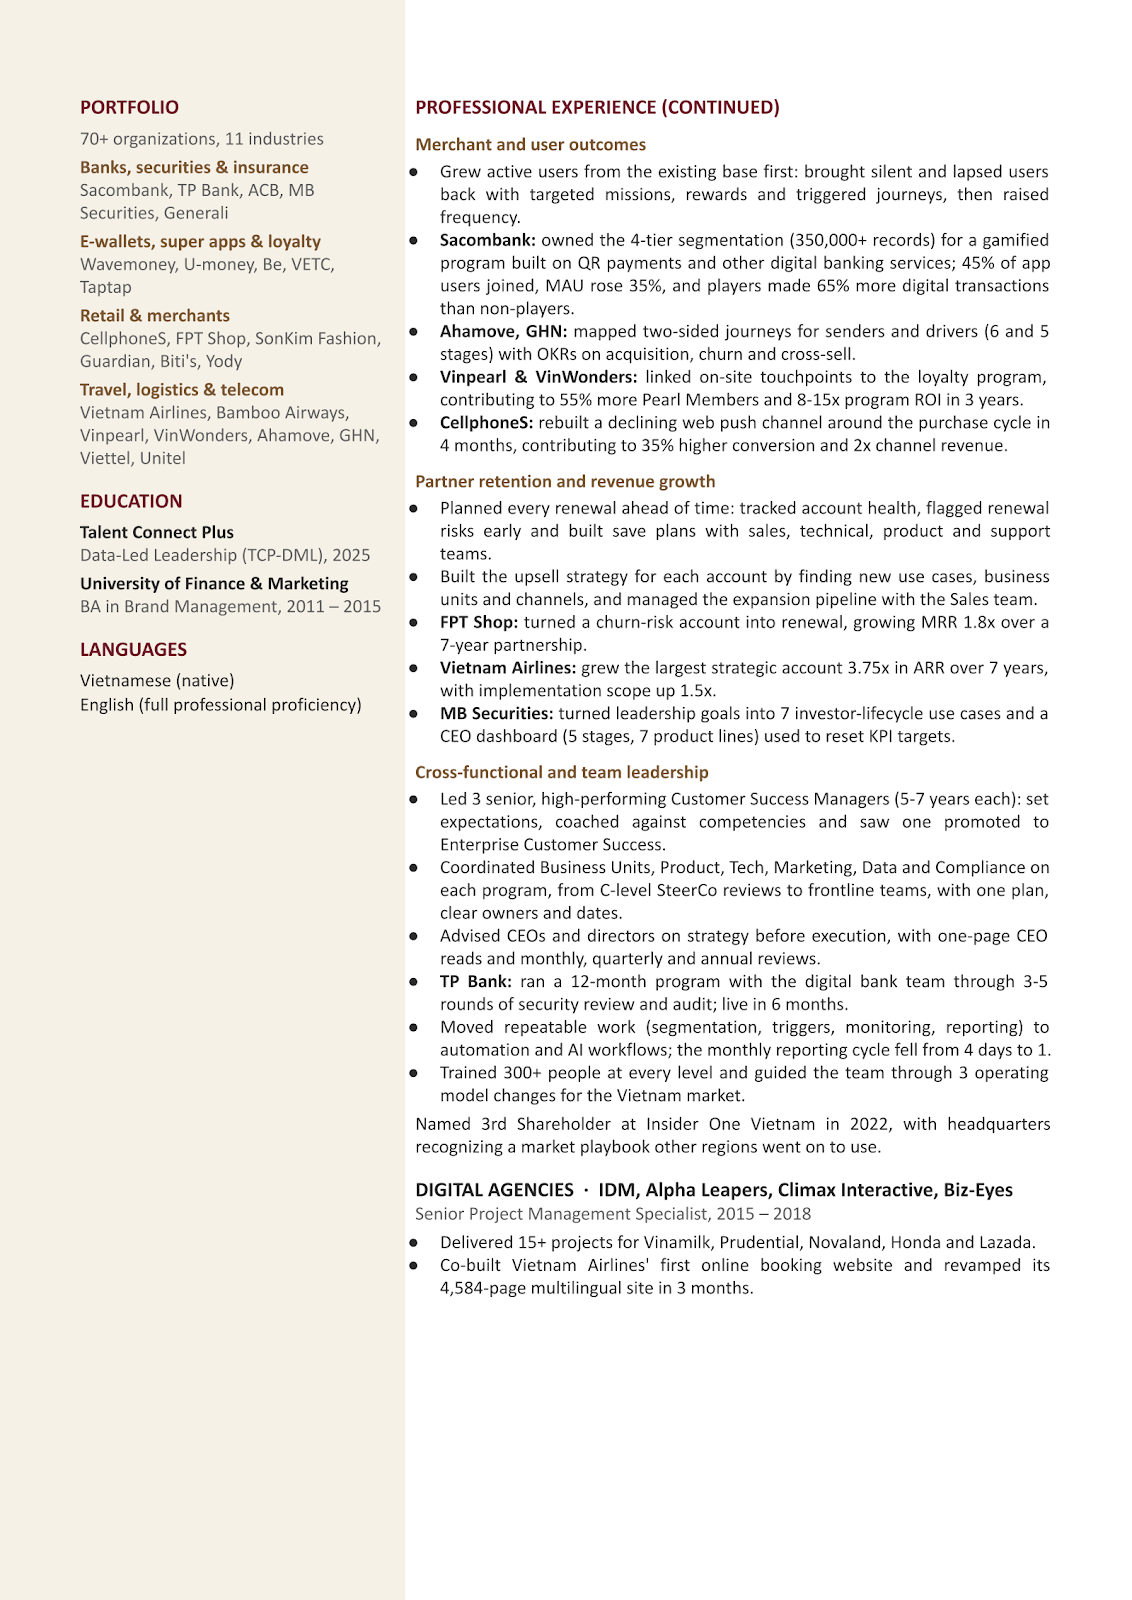 PORTFOLIO
70+ organizations, 11 industries
Banks, securities & insurance
Sacombank, TP Bank, ACB, MB
Securities, Generali
E-wallets, super apps & loyalty
Wavemoney, U-money, Be, VETC,
Taptap
Retail & merchants
CellphoneS, FPT Shop, SonKim Fashion,
Guardian, Biti's, Yody
Travel, logistics & telecom
Vietnam Airlines, Bamboo Airways,
Vinpearl, VinWonders, Ahamove, GHN,
Viettel, Unitel
EDUCATION
Talent Connect Plus
Data-Led Leadership (TCP-DML), 2025
University of Finance & Marketing
BA in Brand Management, 2011 – 2015
LANGUAGES
Vietnamese (native)
English (full professional proficiency)
PROFESSIONAL EXPERIENCE (CONTINUED)
Merchant and user outcomes
● Grew active users from the existing base first: brought silent and lapsed users
back with targeted missions, rewards and triggered journeys, then raised
frequency.
● Sacombank: owned the 4-tier segmentation (350,000+ records) for a gamified
program built on QR payments and other digital banking services; 45% of app
users joined, MAU rose 35%, and players made 65% more digital transactions
than non-players.
● Ahamove, GHN: mapped two-sided journeys for senders and drivers (6 and 5
stages) with OKRs on acquisition, churn and cross-sell.
● Vinpearl & VinWonders: linked on-site touchpoints to the loyalty program,
contributing to 55% more Pearl Members and 8-15x program ROI in 3 years.
● CellphoneS: rebuilt a declining web push channel around the purchase cycle in
4 months, contributing to 35% higher conversion and 2x channel revenue.
Partner retention and revenue growth
● Planned every renewal ahead of time: tracked account health, flagged renewal
risks early and built save plans with sales, technical, product and support
teams.
● Built the upsell strategy for each account by finding new use cases, business
units and channels, and managed the expansion pipeline with the Sales team.
● FPT Shop: turned a churn-risk account into renewal, growing MRR 1.8x over a
7-year partnership.
● Vietnam Airlines: grew the largest strategic account 3.75x in ARR over 7 years,
with implementation scope up 1.5x.
● MB Securities: turned leadership goals into 7 investor-lifecycle use cases and a
CEO dashboard (5 stages, 7 product lines) used to reset KPI targets.
Cross-functional and team leadership
● Led 3 senior, high-performing Customer Success Managers (5-7 years each): set
expectations, coached against competencies and saw one promoted to
Enterprise Customer Success.
● Coordinated Business Units, Product, Tech, Marketing, Data and Compliance on
each program, from C-level SteerCo reviews to frontline teams, with one plan,
clear owners and dates.
● Advised CEOs and directors on strategy before execution, with one-page CEO
reads and monthly, quarterly and annual reviews.
● TP Bank: ran a 12-month program with the digital bank team through 3-5
rounds of security review and audit; live in 6 months.
● Moved repeatable work (segmentation, triggers, monitoring, reporting) to
automation and AI workflows; the monthly reporting cycle fell from 4 days to 1.
● Trained 300+ people at every level and guided the team through 3 operating
model changes for the Vietnam market.
Named 3rd Shareholder at Insider One Vietnam in 2022, with headquarters
recognizing a market playbook other regions went on to use.
DIGITAL AGENCIES · IDM, Alpha Leapers, Climax Interactive, Biz-Eyes
Senior Project Management Specialist, 2015 – 2018
● Delivered 15+ projects for Vinamilk, Prudential, Novaland, Honda and Lazada.
● Co-built Vietnam Airlines' first online booking website and revamped its
4,584-page multilingual site in 3 months.